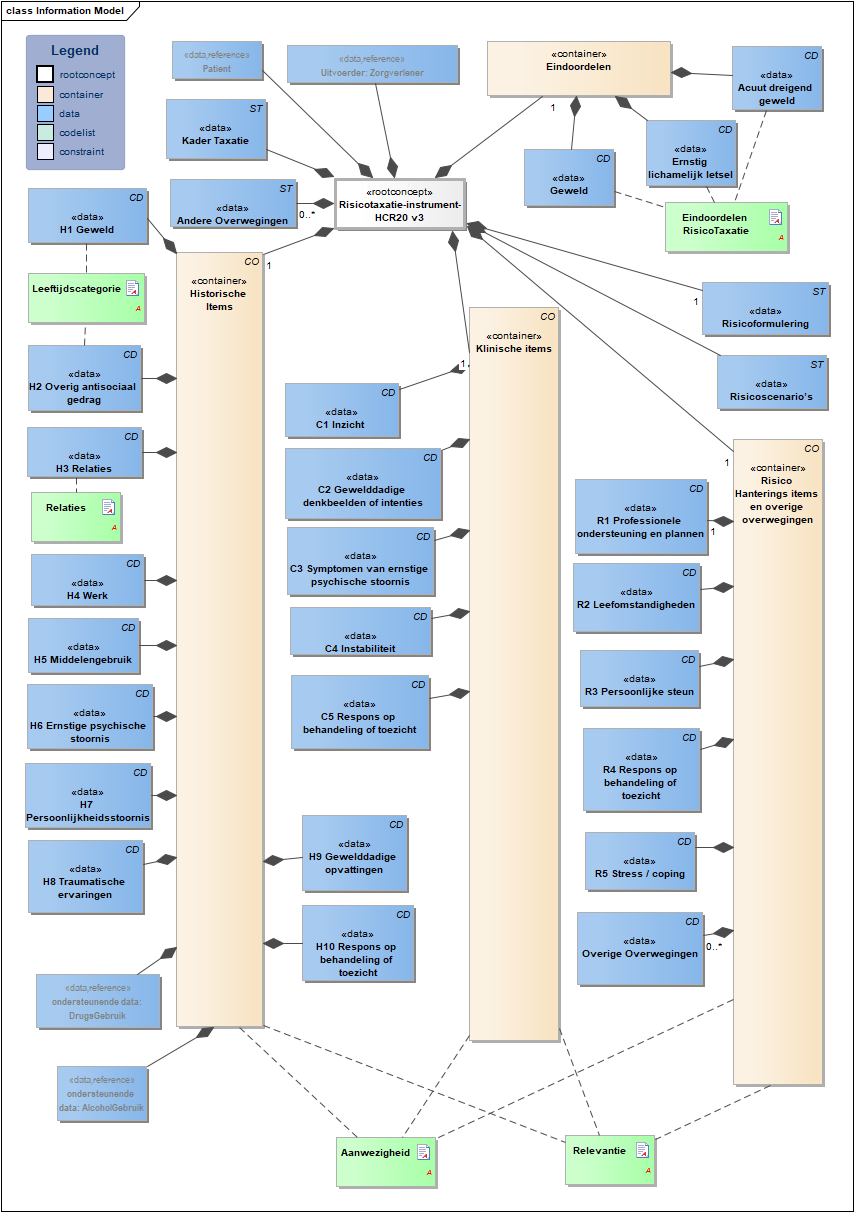 class Information Model
Legend
rootconcept
container
data
codelist
constraint
«data,reference»
Patient
«data,reference»
Uitvoerder: Zorgverlener
«container»
Eindoordelen
1
CD
«data»
Acuut dreigend
geweld
ST
«data»
Kader Taxatie
CD
«data»
Geweld
CD
«data»
Ernstig
lichamelijk letsel
ST
«data»
Andere Overwegingen
0..*
«rootconcept»
Risicotaxatie-instrument-
HCR20 v3
Eindoordelen
RisicoTaxatie
A
CD
«data»
H1 Geweld
CO
«container»
Historische
Items
1
Leeftijdscategorie
A
CO
«container»
Klinische items
1
ST
«data»
Risicoformulering
1
ST
«data»
Risicoscenario's
CD
«data»
H2 Overig antisociaal
gedrag
CD
«data»
C1 Inzicht
CD
«data»
H3 Relaties
CD
«data»
C2 Gewelddadige
denkbeelden of intenties
CO
«container»
Risico
Hanterings items
en overige
overwegingen
1
Relaties
A
CD
«data»
R1 Professionele
ondersteuning en plannen
1
CD
«data»
C3 Symptomen van ernstige
psychische stoornis
CD
«data»
H4 Werk
CD
«data»
R2 Leefomstandigheden
CD
«data»
H5 Middelengebruik
CD
«data»
C4 Instabiliteit
CD
«data»
R3 Persoonlijke steun
CD
«data»
H6 Ernstige psychische
stoornis
CD
«data»
C5 Respons op
behandeling of toezicht
CD
«data»
R4 Respons op
behandeling of
toezicht
CD
«data»
H7
Persoonlijkheidsstoornis
CD
«data»
H8 Traumatische
ervaringen
CD
«data»
H9 Gewelddadige
opvattingen
CD
«data»
R5 Stress / coping
CD
«data»
H10 Respons op
behandeling of
toezicht
CD
«data»
Overige Overwegingen
0..*
«data,reference»
ondersteunende data:
DrugsGebruik
«data,reference»
ondersteunende
data: AlcoholGebruik
Aanwezigheid
A
Relevantie
A